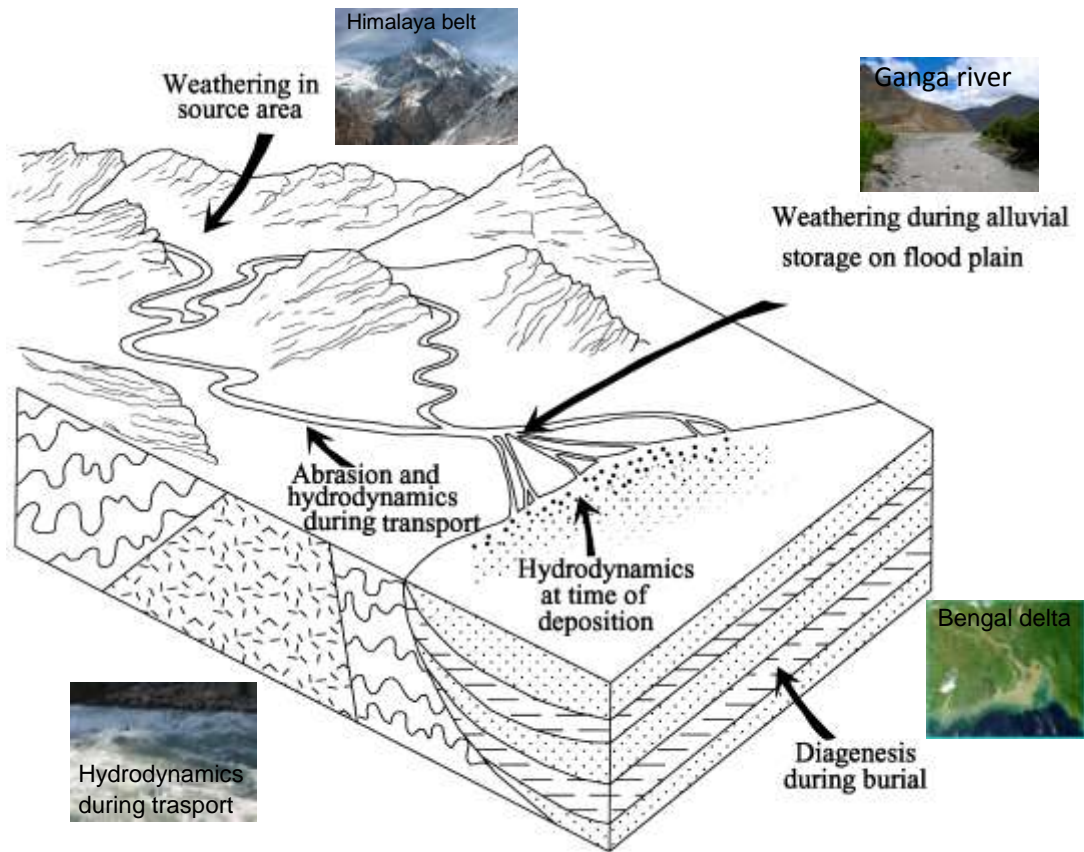 Himalaya belt
Weathering in
source area
Ganga river
Weathering during alluvial
storage on flood plain
Abrasion and
hydrodynamics
during transport
Hydrodynamics
at time of
deposition
Bengal delta
Hydrodynamics
during trasport
Diagenesis
during burial